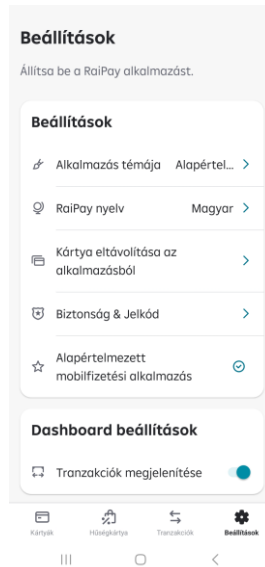 Beállítások
Állítsa be a RaiPay alkalmazást.
Beállítások
Alkalmazás témája Alapértel...
RaiPay nyelv Magyar
Kártya eltávolítása az
alkalmazásból
Biztonság & Jelkód
Alapértelmezett
mobilfizetési alkalmazás
Dashboard beállítások
Tranzakciók megjelenítése
Kártyák Hűségkártya Tranzakciók Beállítások